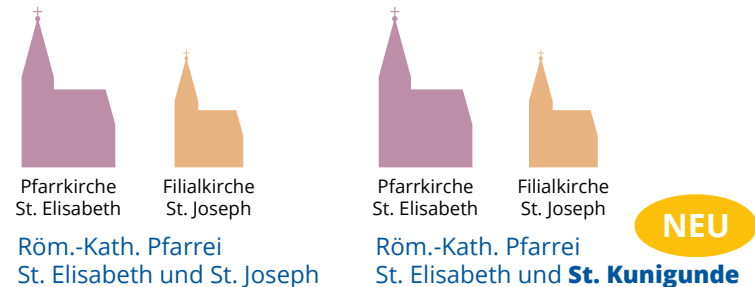 Pfarrkirche
St. Elisabeth
Filialkirche
St. Joseph
Röm.-Kath. Pfarrei
St. Elisabeth und St. Joseph
Pfarrkirche
St. Elisabeth
Filialkirche
St. Joseph
NEU
Röm.-Kath. Pfarrei
St. Elisabeth und St. Kunigunde